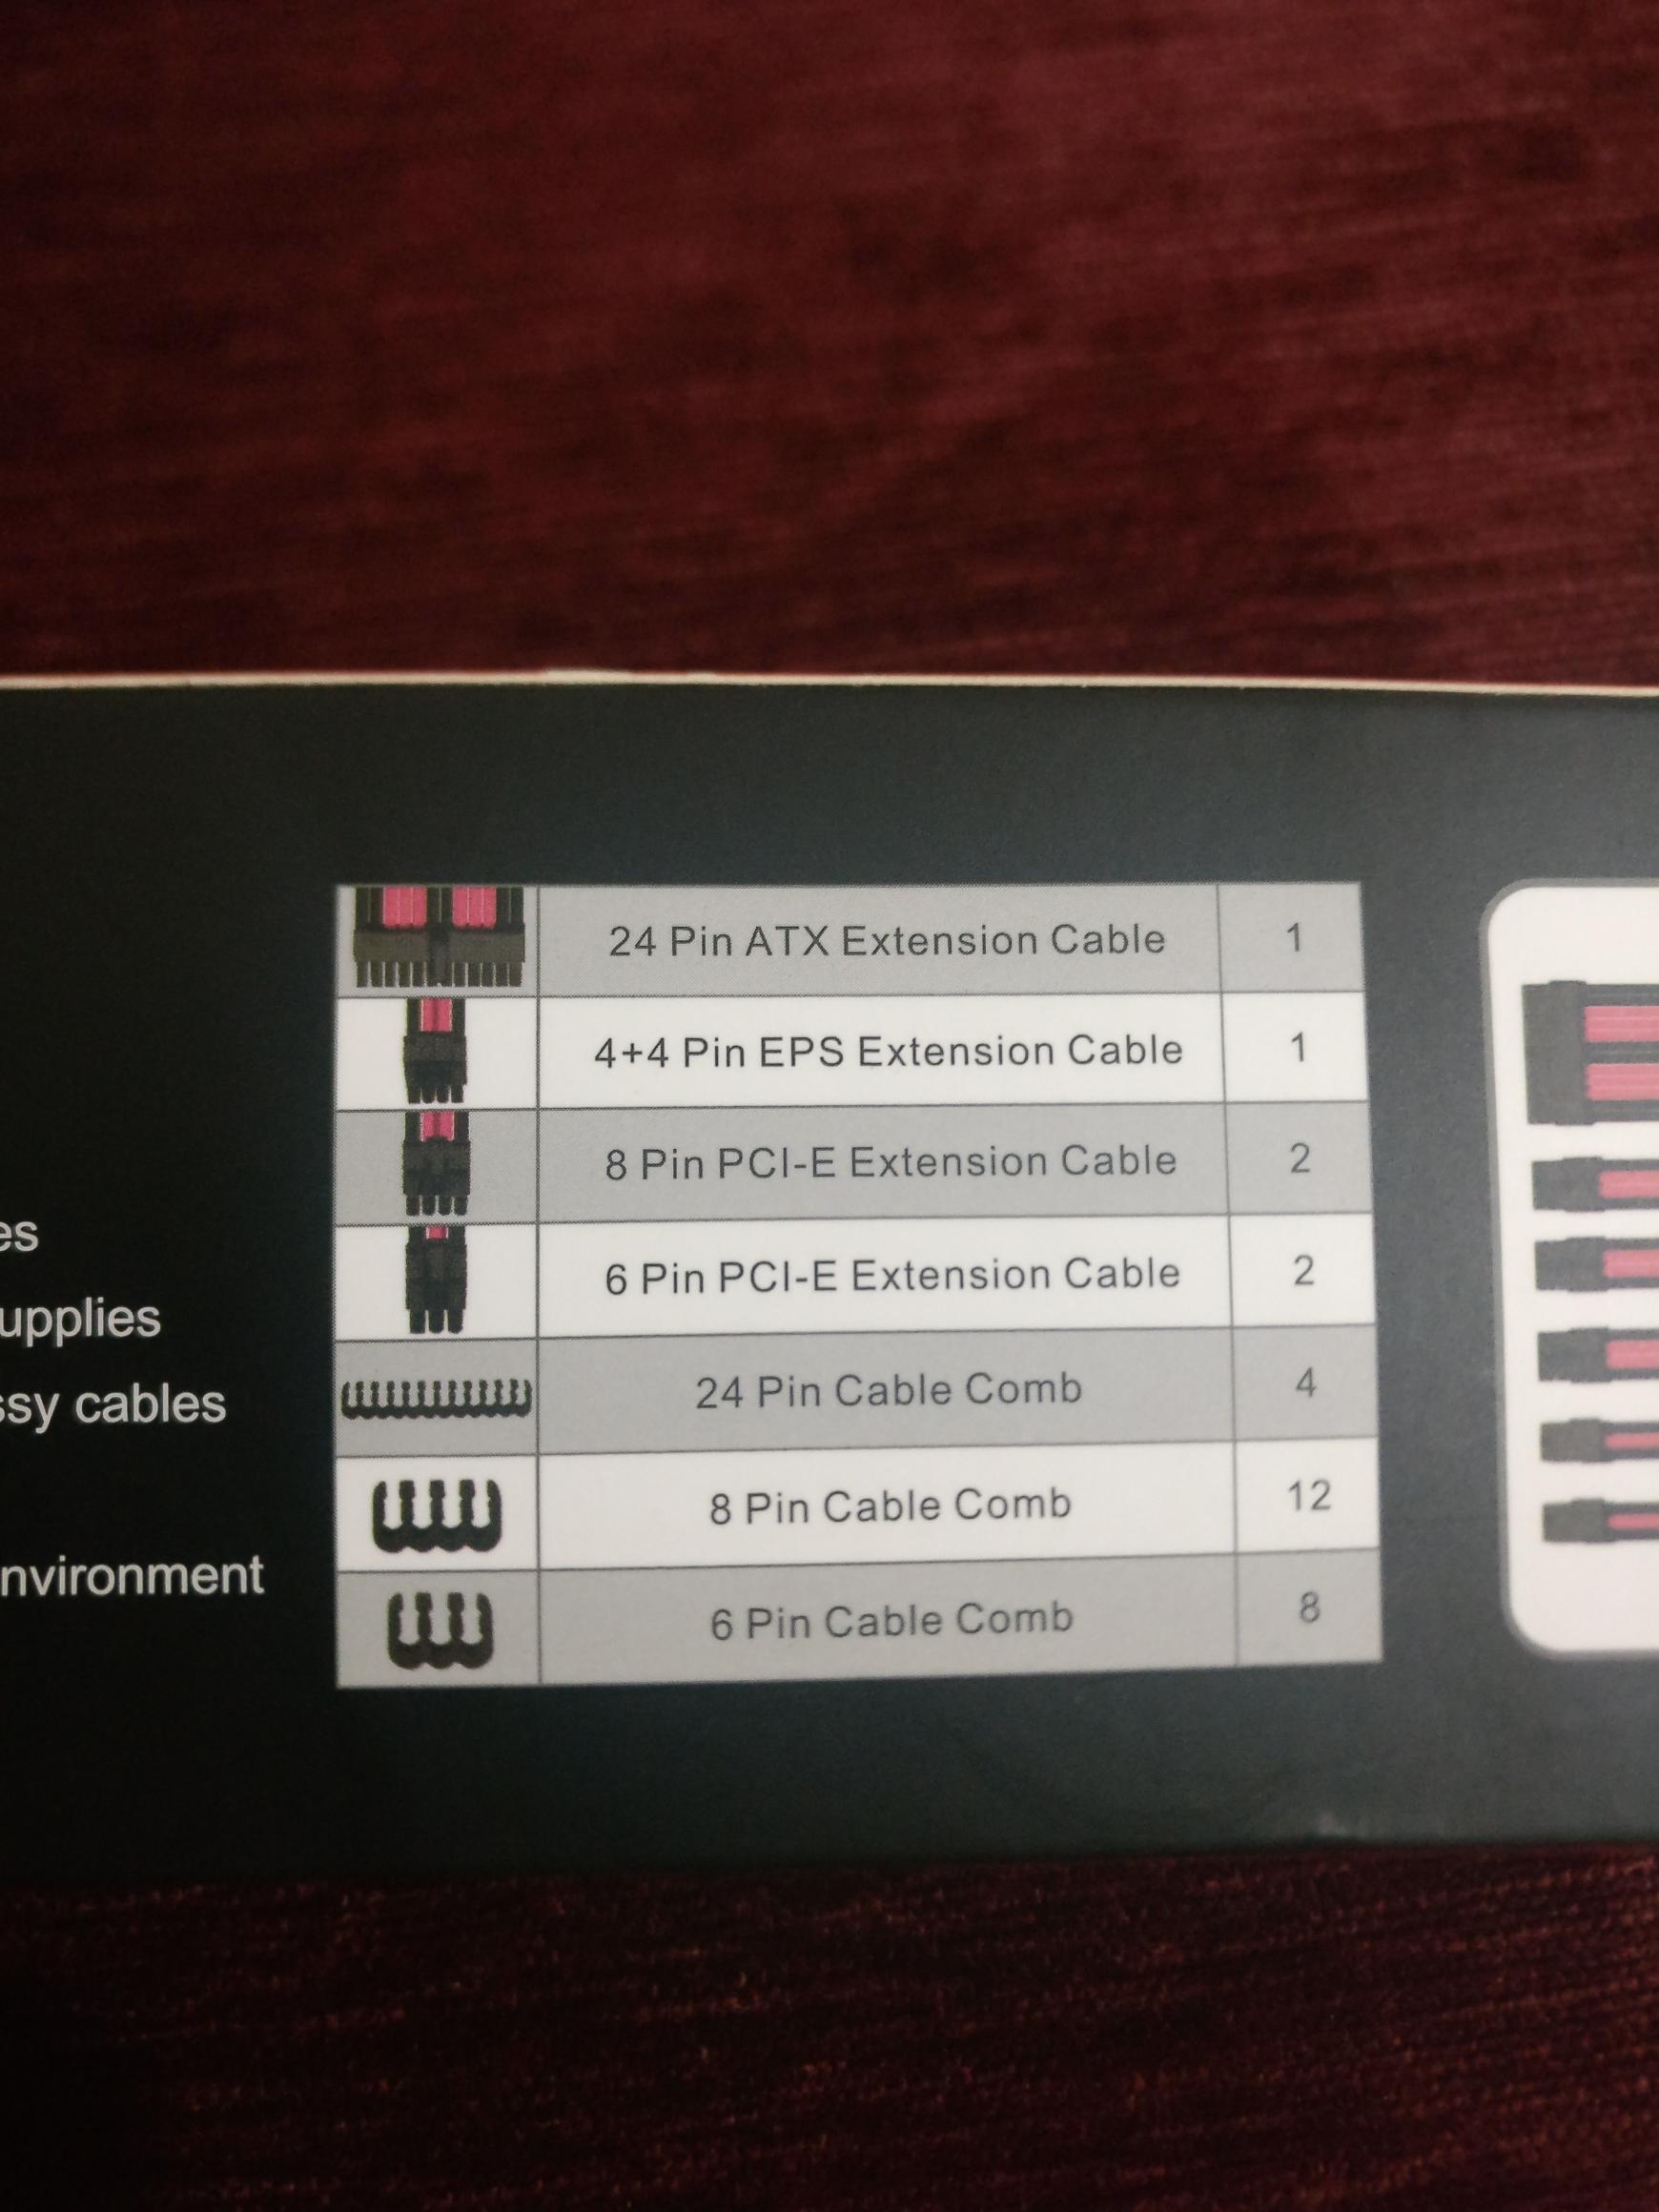 es
upplies
ssy cables
nvironment
24 Pin ATX Extension Cable 1
4+4 Pin EPS Extension Cable 1
8 Pin PCI-E Extension Cable 2
6 Pin PCI-E Extension Cable 2
24 Pin Cable Comb 4
8 Pin Cable Comb 12
6 Pin Cable Comb 8